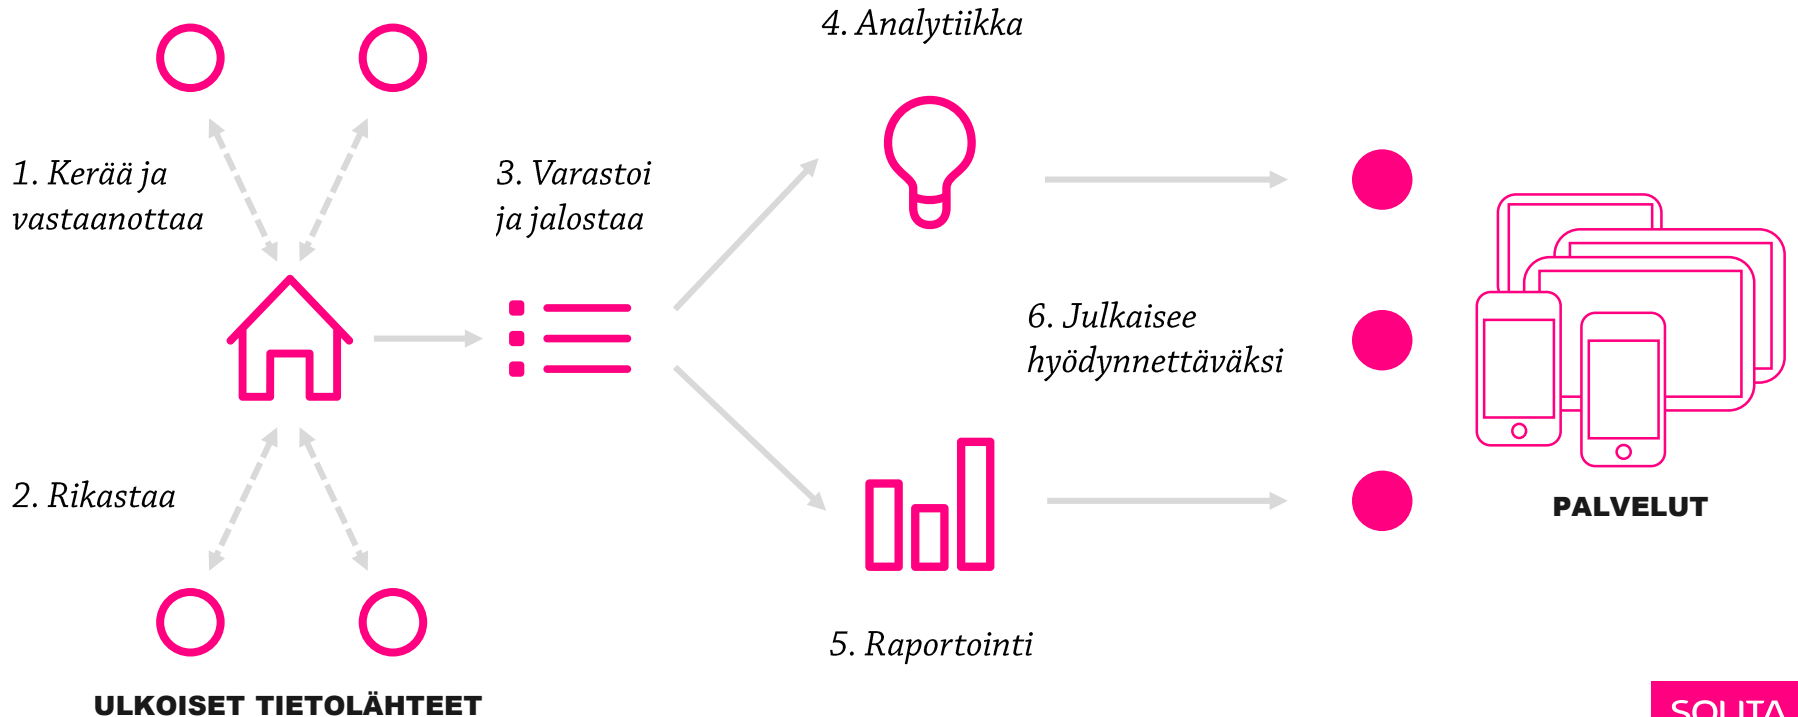 4. Analytiikka
1. Kerää ja
vastaanottaa
3. Varastoi
ja jalostaa
6. Julkaisee
hyödynnettäväksi
2. Rikastaa
PALVELUT
5. Raportointi
ULKOISET TIETOLÄHTEET
SOLITA